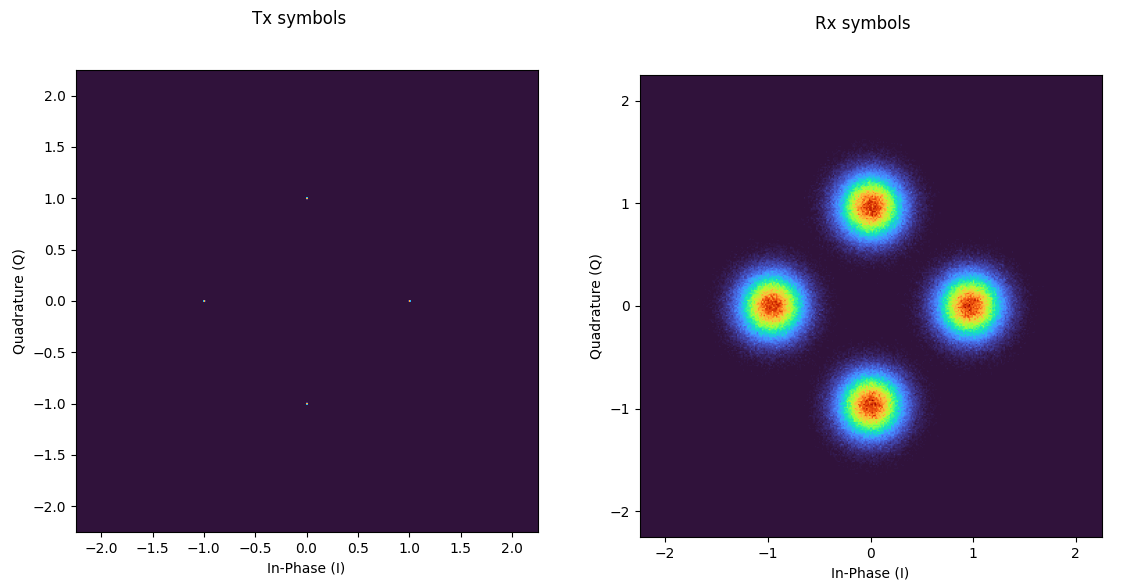 Tx symbols
Quadrature (Q)
2.0
1.5
1.0
0.5
0.0
−0.5
−1.0
−1.5
−2.0
−2.0 −1.5 −1.0 −0.5 0.0 0.5 1.0 1.5 2.0
In-Phase (I)
Rx symbols
Quadrature (Q)
2
1
0
−1
−2
−2 −1 0 1 2
In-Phase (I)